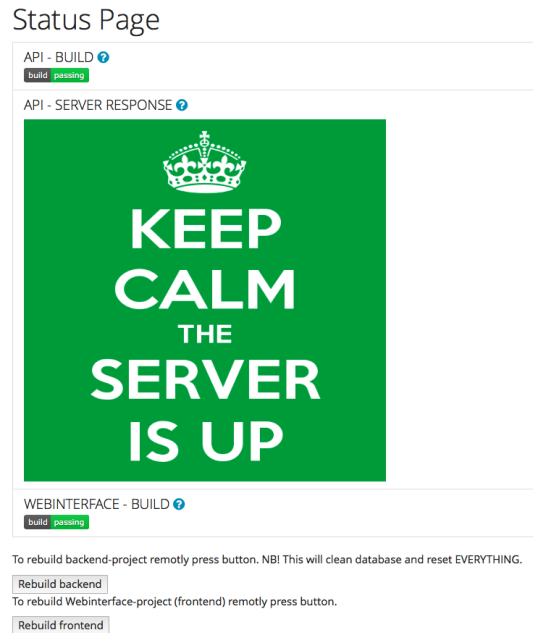 Status Page
API - BUILD ?
build passing
API - SERVER RESPONSE ?
KEEP
CALM
THE
SERVER
IS UP
WEBINTERFACE - BUILD ?
build passing
To rebuild backend-project remotly press button. NB! This will clean database and reset EVERYTHING.
Rebuild backend
To rebuild Webinterface-project (frontend) remotly press button.
Rebuild frontend